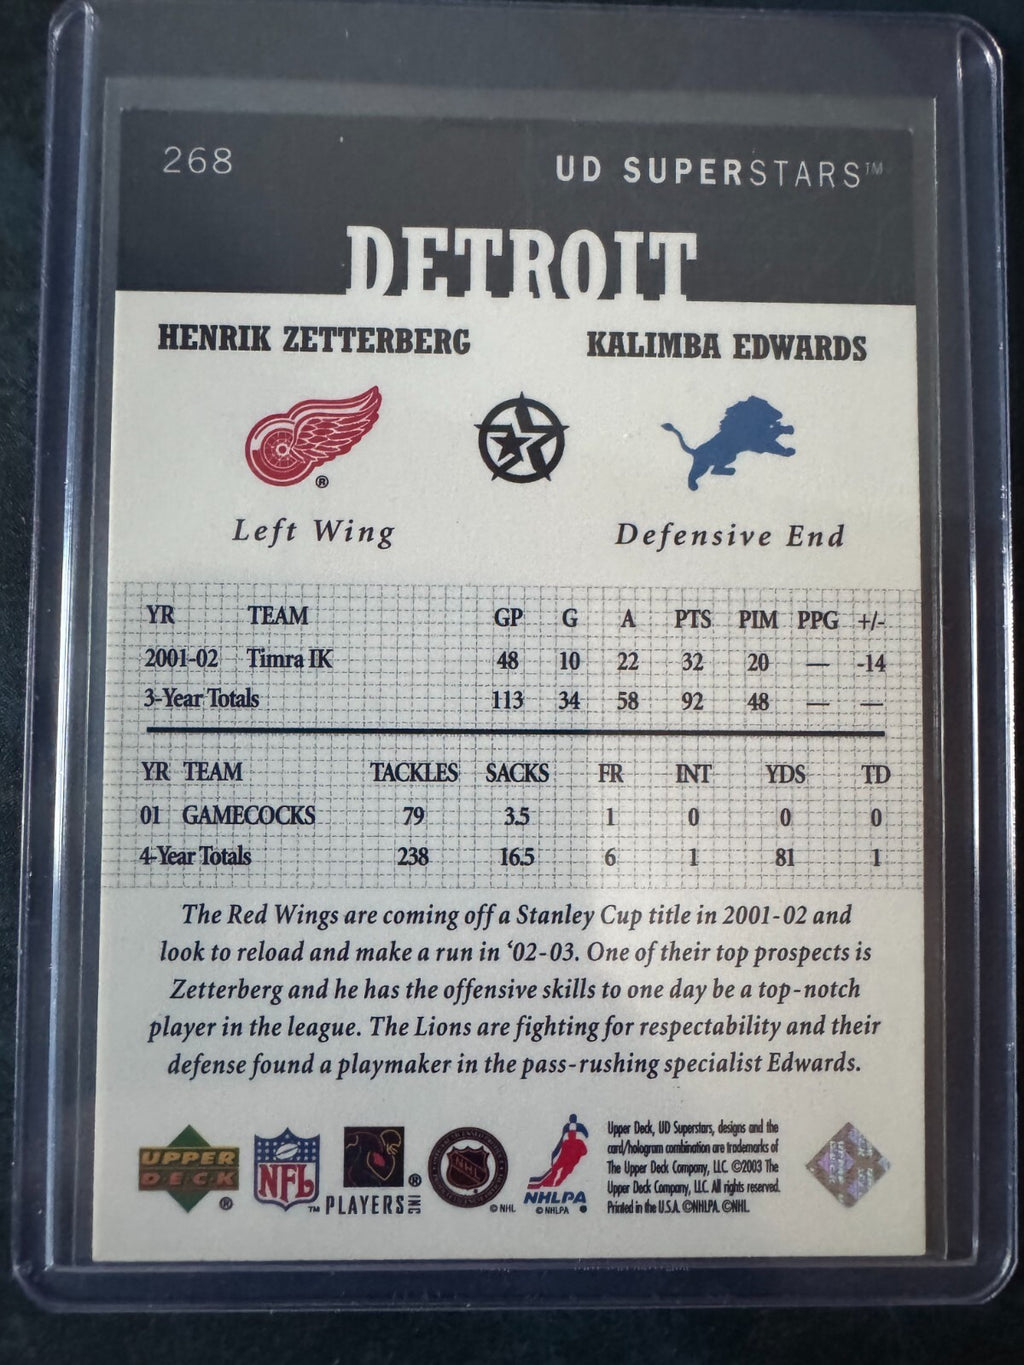 268 UD SUPERSTARS™
DETROIT
HENRIK ZETTERBERG KALIMBA EDWARDS
®
Left Wing Defensive End
YR TEAM GP G A PTS PIM PPG +/-
2001-02 Timra IK 48 10 22 32 20 — -14
3-Year Totals 113 34 58 92 48 — —
YR TEAM TACKLES SACKS FR INT YDS TD
01 GAMECOCKS 79 3.5 1 0 0 0
4-Year Totals 238 16.5 6 1 81 1
The Red Wings are coming off a Stanley Cup title in 2001-02 and
look to reload and make a run in ‘02-03. One of their top prospects is
Zetterberg and he has the offensive skills to one day be a top-notch
player in the league. The Lions are fighting for respectability and their
defense found a playmaker in the pass-rushing specialist Edwards.
UPPER
DECK
®
NFL
™
PLAYERS INC
®
NHL
© NHL
NHLPA
© NHLPA
Upper Deck, UD Superstars, designs and the
card/hologram combination are trademarks of
The Upper Deck Company, LLC. ©2003 The
Upper Deck Company, LLC. All rights reserved.
Printed in the U.S.A. ©NHLPA. ©NHL.